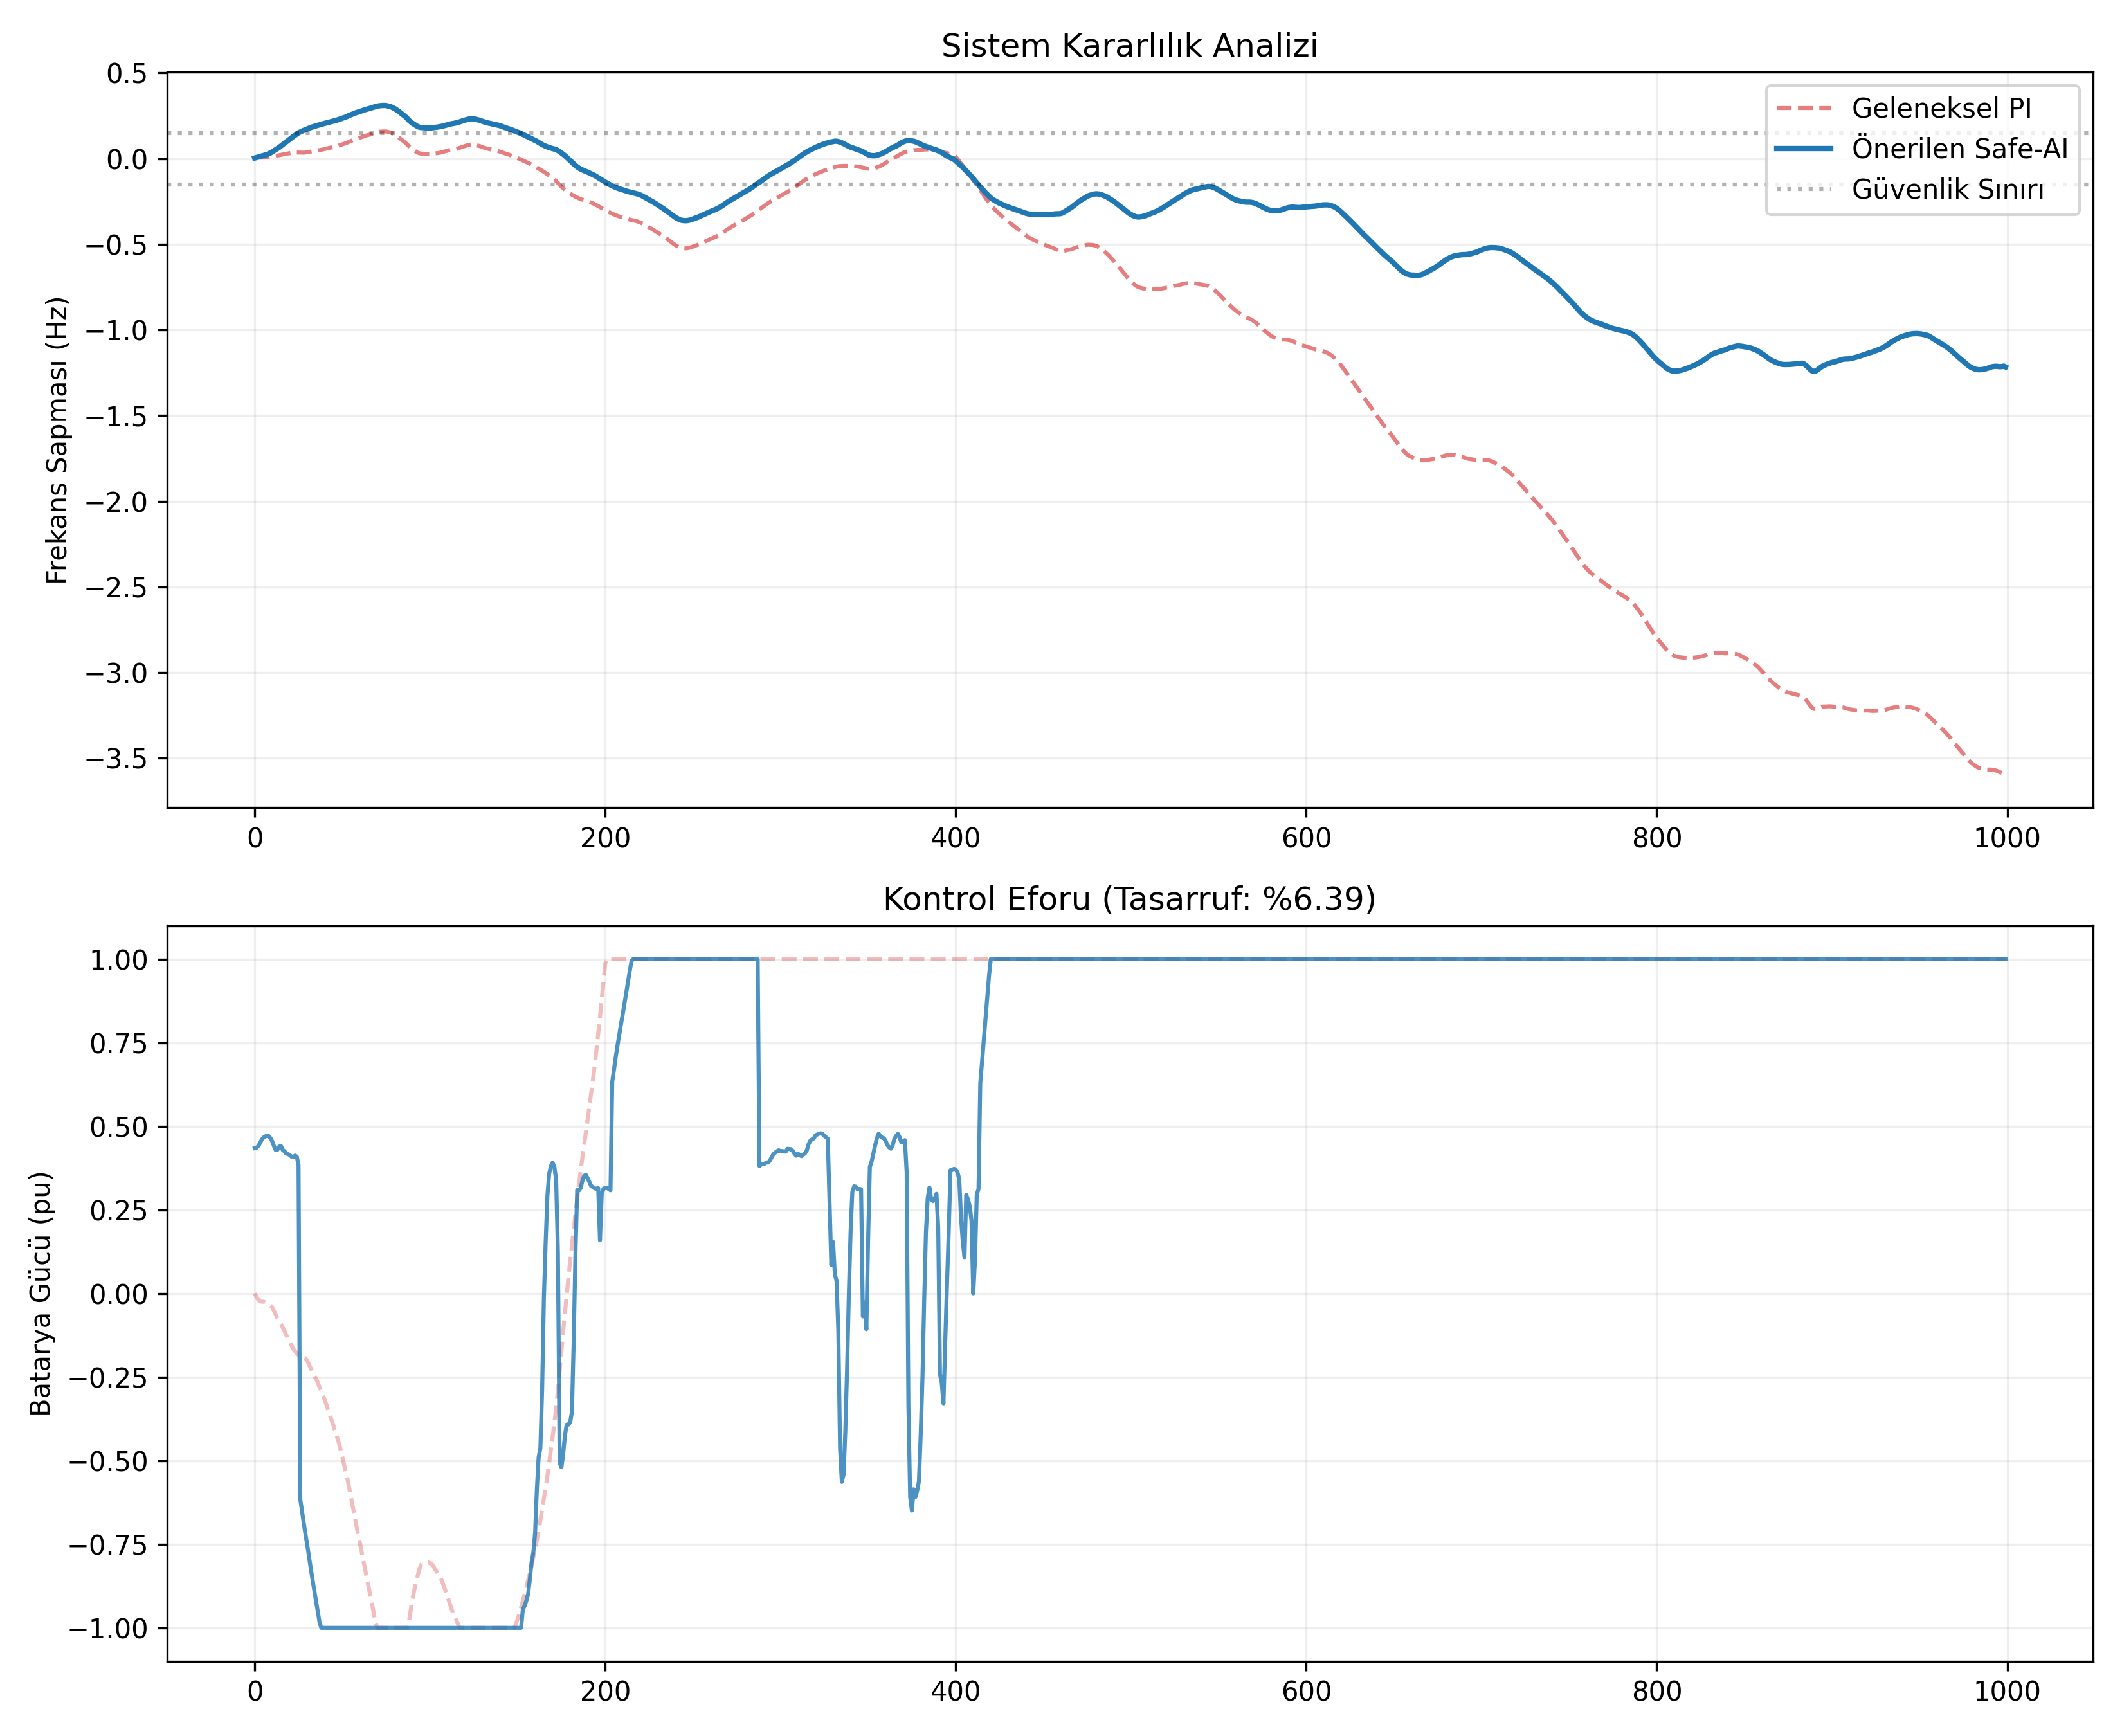 Sistem Kararlılık Analizi
0.5
0.0
−0.5
−1.0
−1.5
−2.0
−2.5
−3.0
−3.5
Frekans Sapması (Hz)
Geleneksel PI
Önerilen Safe-AI
Güvenlik Sınırı
0 200 400 600 800 1000
Kontrol Eforu (Tasarruf: %6.39)
1.00
0.75
0.50
0.25
0.00
−0.25
−0.50
−0.75
−1.00
Batarya Gücü (pu)
0 200 400 600 800 1000